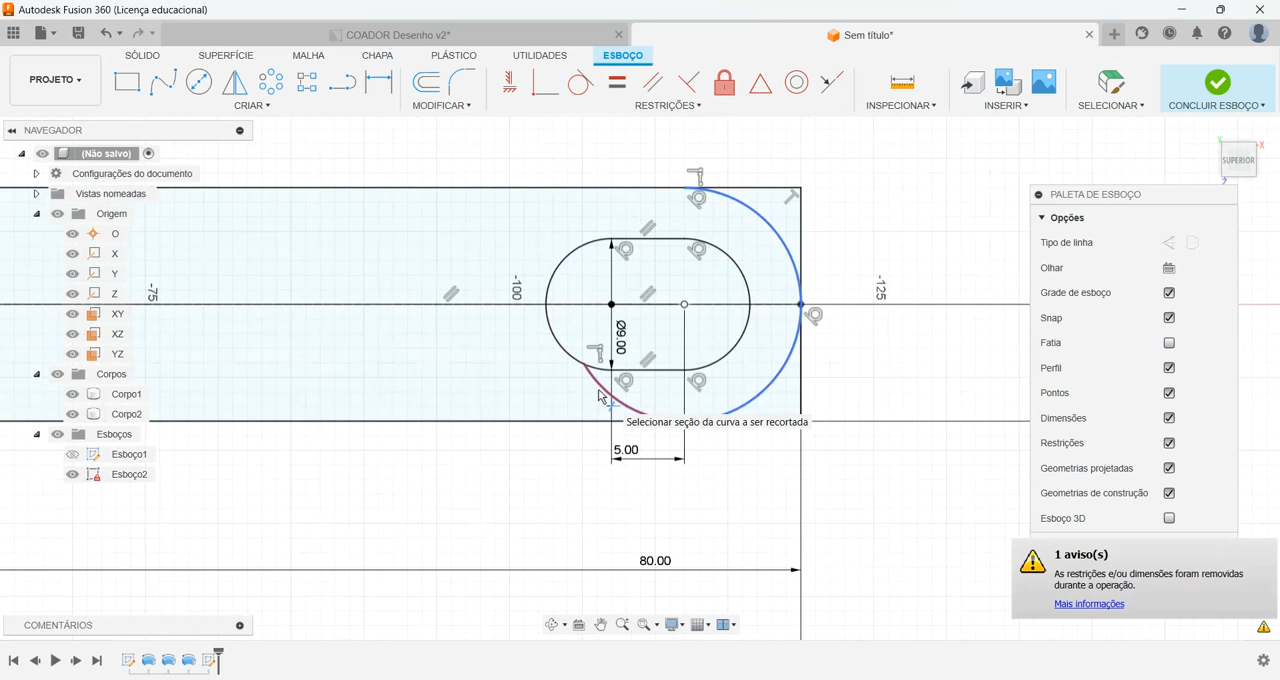 Autodesk Fusion 360 (Licença educacional)
COADOR Desenho v2*
Sem título*
PROJETO
SÓLIDO
SUPERFÍCIE
MALHA
CHAPA
PLÁSTICO
UTILIDADES
ESBOÇO
CRIAR
MODIFICAR
RESTRIÇÕES
INSPECIONAR
INSERIR
SELECIONAR
CONCLUIR ESBOÇO
NAVEGADOR
(Não salvo)
Configurações do documento
Vistas nomeadas
Origem
O
X
Y
Z
XY
XZ
YZ
Corpos
Corpo1
Corpo2
Esboços
Esboço1
Esboço2
-75
-100
-125
Ø9.00
Selecionar seção da curva a ser recortada
5.00
80.00
SUPERIOR
X
Z
PALETA DE ESBOÇO
Opções
Tipo de linha
Olhar
Grade de esboço
Snap
Fatia
Perfil
Pontos
Dimensões
Restrições
Geometrias projetadas
Geometrias de construção
Esboço 3D
1 aviso(s)
As restrições e/ou dimensões foram removidas
durante a operação.
Mais informações
COMENTÁRIOS